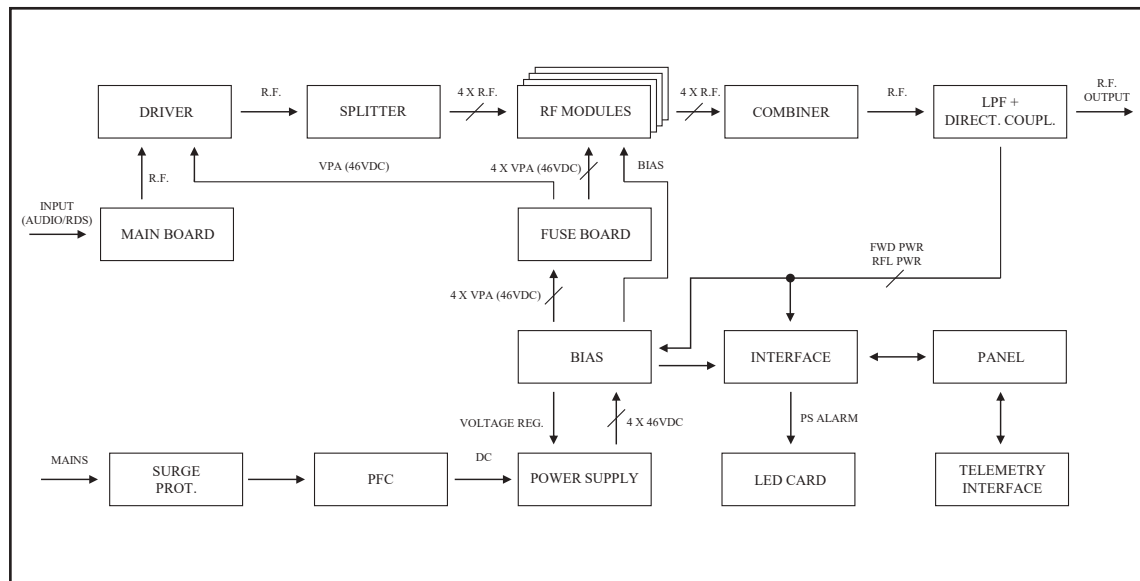 R.F.
4 X R.F.
4 X R.F.
R.F.
R.F.
OUTPUT
DRIVER
SPLITTER
RF MODULES
COMBINER
LPF +
DIRECT. COUPL.
VPA (46VDC)
4 X VPA (46VDC)
BIAS
R.F.
INPUT
(AUDIO/RDS)
MAIN BOARD
FUSE BOARD
FWD PWR
RFL PWR
4 X VPA (46VDC)
BIAS
INTERFACE
PANEL
VOLTAGE REG.
4 X 46VDC
PS ALARM
MAINS
DC
SURGE
PROT.
PFC
POWER SUPPLY
LED CARD
TELEMETRY
INTERFACE